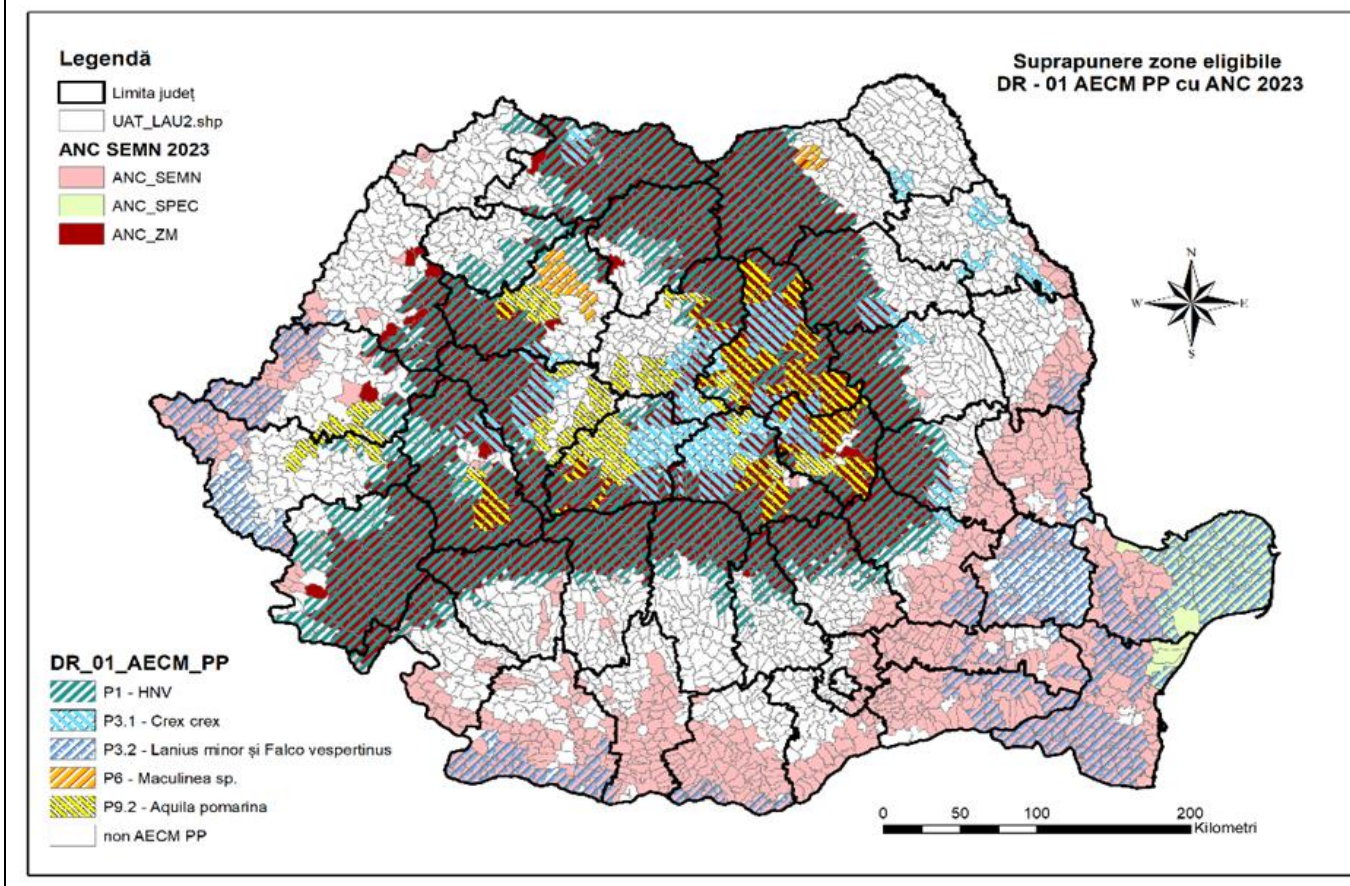 Legendă
Limita județ
UAT_LAU2.shp
ANC SEMN 2023
ANC_SEMN
ANC_SPEC
ANC_ZM
Suprapunere zone eligibile
DR - 01 AECM PP cu ANC 2023
N
W
E
S
DR_01_AECM_PP
P1 - HNV
P3.1 - Crex crex
P3.2 - Lanius minor și Falco vespertinus
P6 - Maculinea sp.
P9.2 - Aquila pomarina
non AECM PP
0 50 100 200
Kilometri